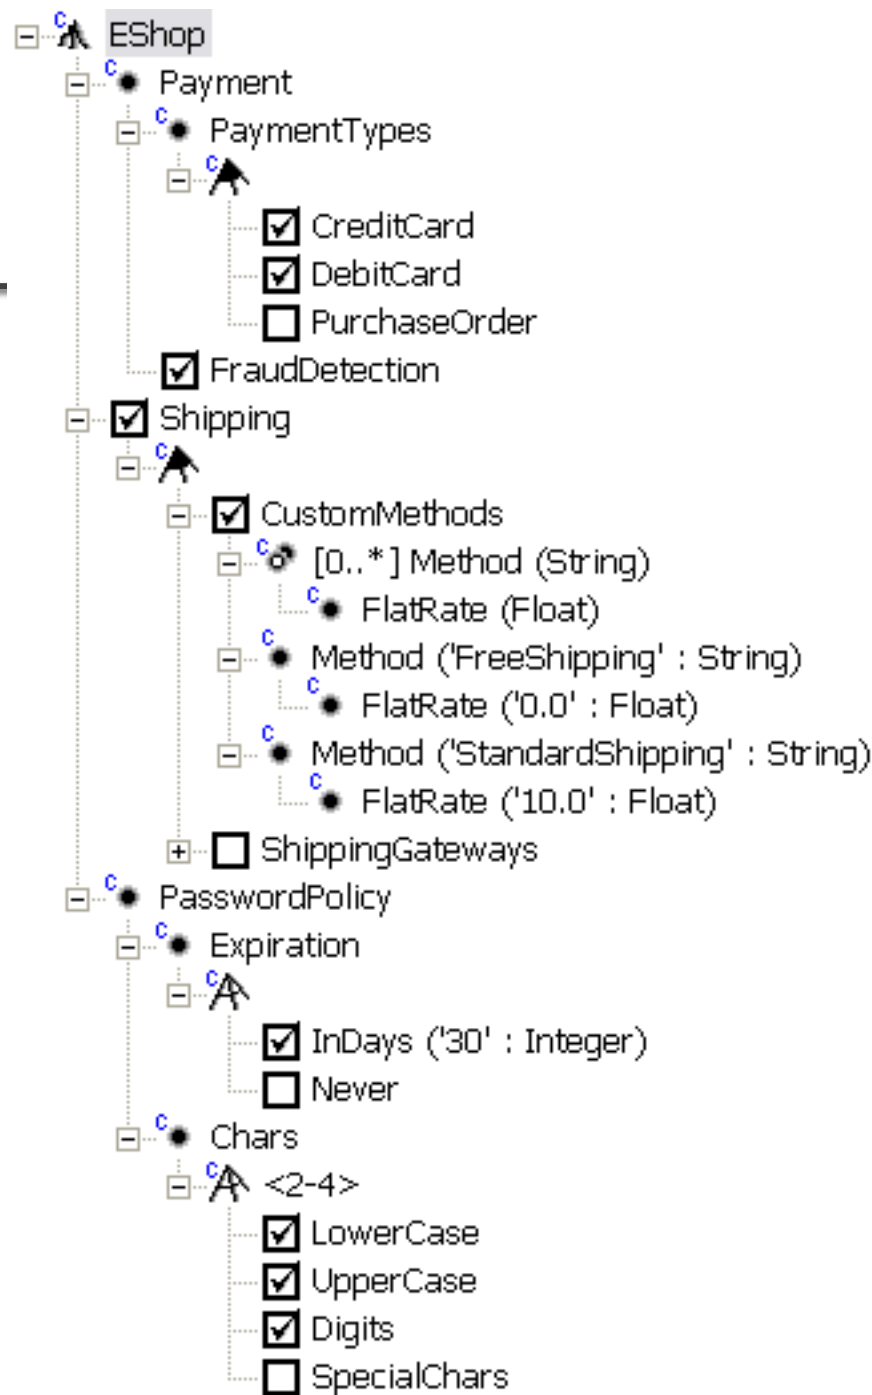 EShop
Payment
PaymentTypes
CreditCard
DebitCard
PurchaseOrder
FraudDetection
Shipping
CustomMethods
[0..*] Method (String)
FlatRate (Float)
Method ('FreeShipping' : String)
FlatRate ('0.0' : Float)
Method ('StandardShipping' : String)
FlatRate ('10.0' : Float)
ShippingGateways
PasswordPolicy
Expiration
InDays ('30' : Integer)
Never
Chars
<2-4>
LowerCase
UpperCase
Digits
SpecialChars